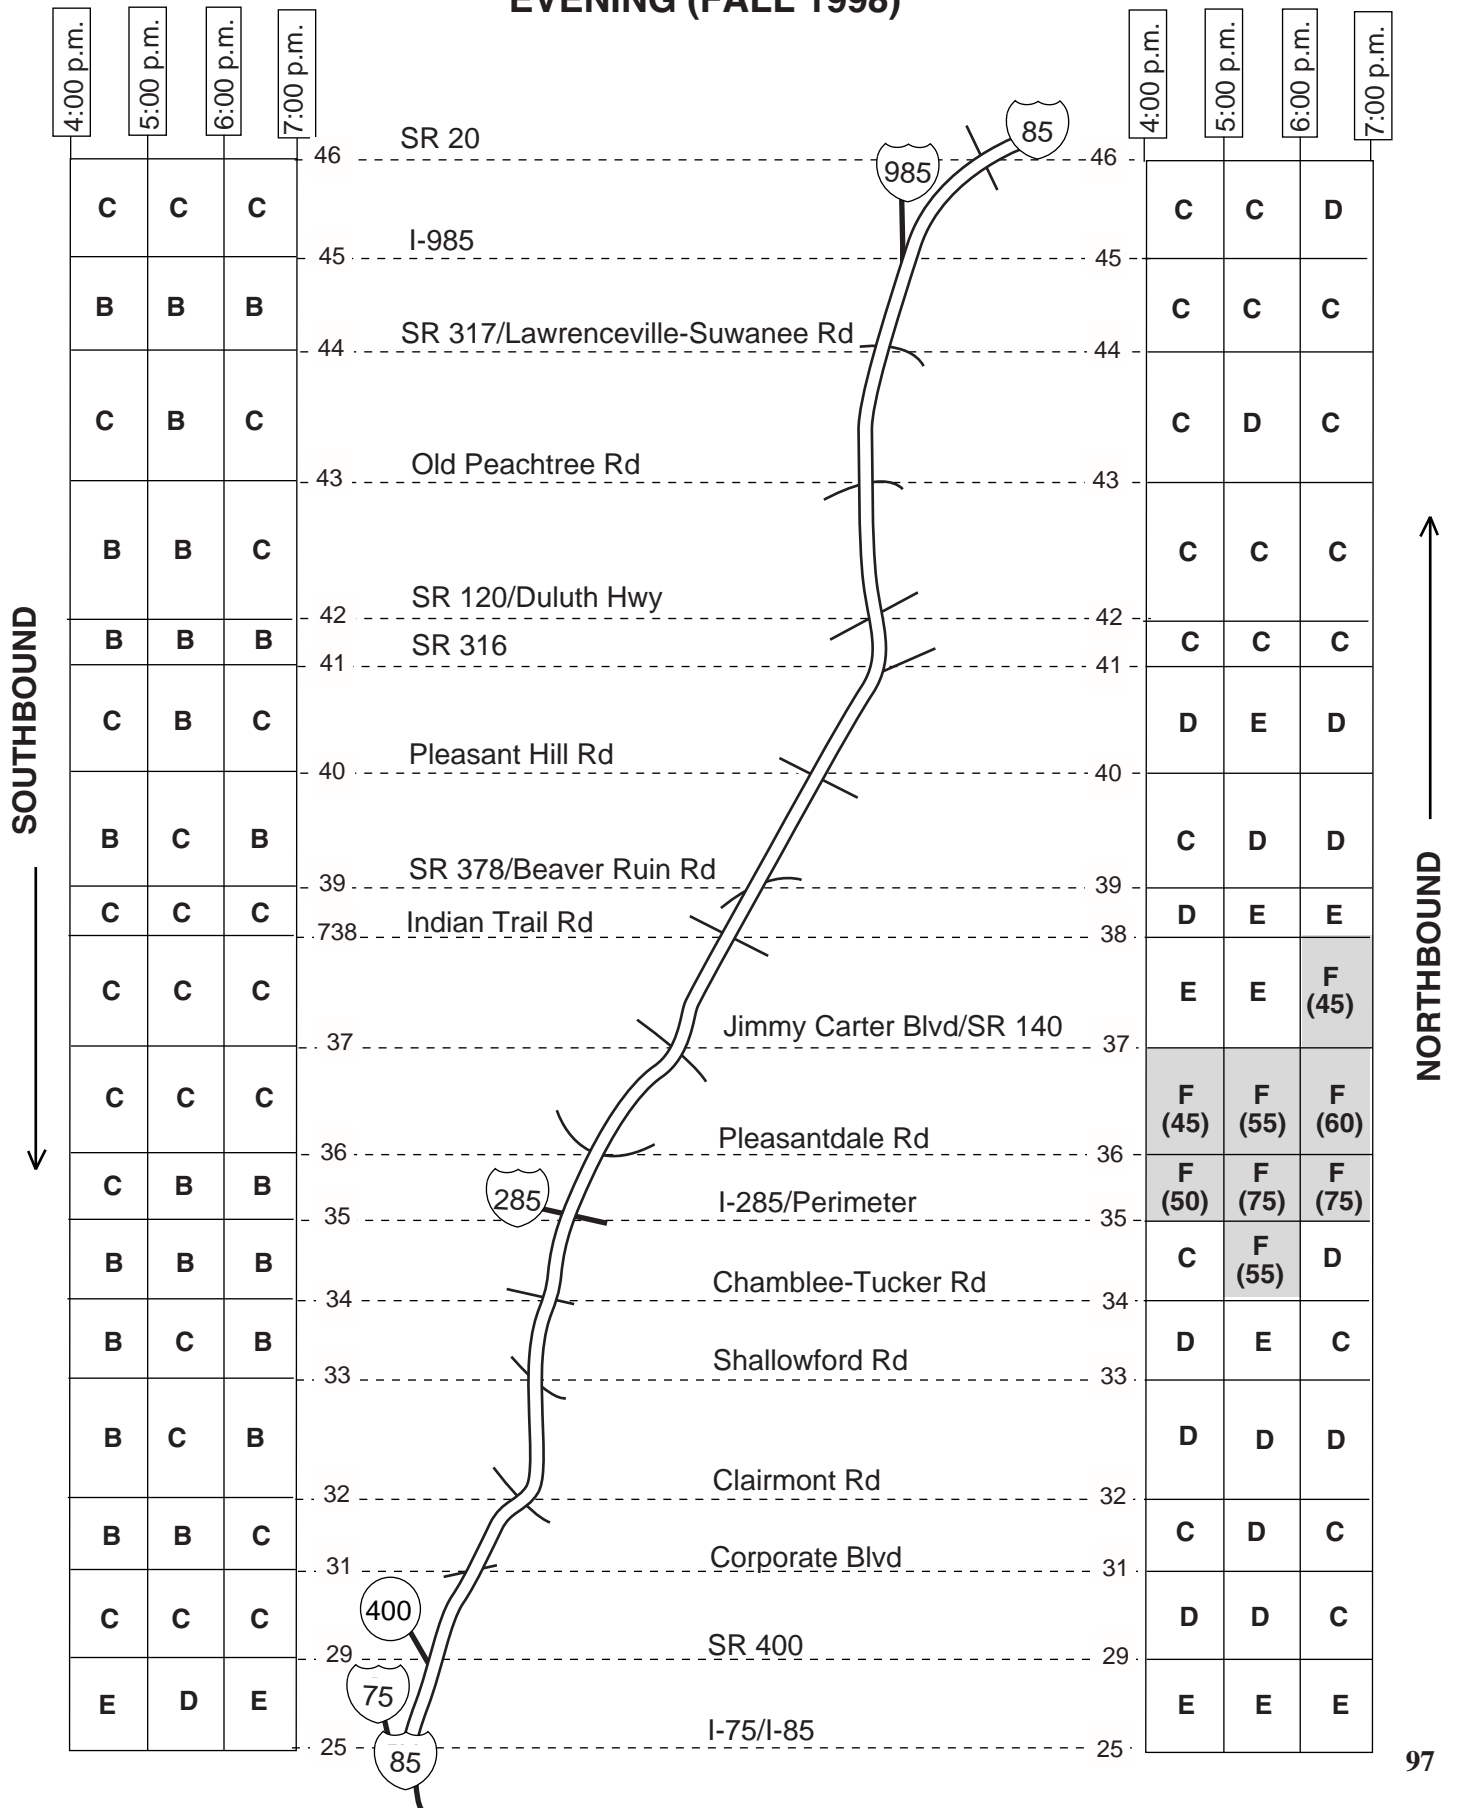 EVENING (FALL 1998)
4:00 p.m. 5:00 p.m. 6:00 p.m. 7:00 p.m. 4:00 p.m. 5:00 p.m. 6:00 p.m. 7:00 p.m.
85
985
46 SR 20 46
C C C C C D
45 I-985 45
B B B C C C
44 SR 317/Lawrenceville-Suwanee Rd 44
C B C C D C
43 Old Peachtree Rd 43
B B C C C C
42 SR 120/Duluth Hwy 42
B B B C C C
41 SR 316 41
C B C D E D
40 Pleasant Hill Rd 40
B C B C D D
39 SR 378/Beaver Ruin Rd 39
C C C D E E
738 Indian Trail Rd 38
C C C E E F
(45)
37 Jimmy Carter Blvd/SR 140 37
C C C F F F
(45) (55) (60)
36 Pleasantdale Rd 36
C B B F F F
(50) (75) (75)
285
35 I-285/Perimeter 35
B B B C F D
(55)
34 Chamblee-Tucker Rd 34
B C B D E C
33 Shallowford Rd 33
B C B D D D
32 Clairmont Rd 32
B B C C D C
31 Corporate Blvd 31
400
C C C D D C
29 SR 400 29
75
E D E E E E
25 I-75/I-85 25
85
SOUTHBOUND
NORTHBOUND
97